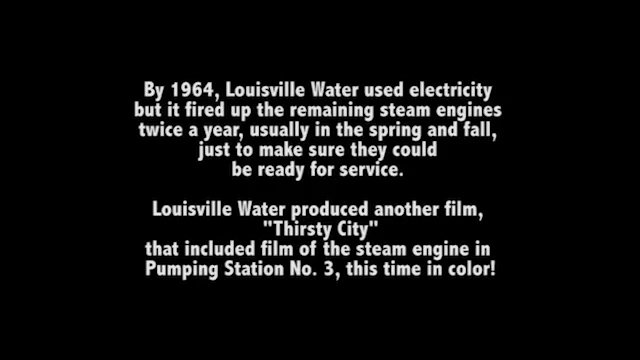 By 1964, Louisville Water used electricity
but it fired up the remaining steam engines
twice a year, usually in the spring and fall,
just to make sure they could
be ready for service.
Louisville Water produced another film,
"Thirsty City"
that included film of the steam engine in
Pumping Station No. 3, this time in color!